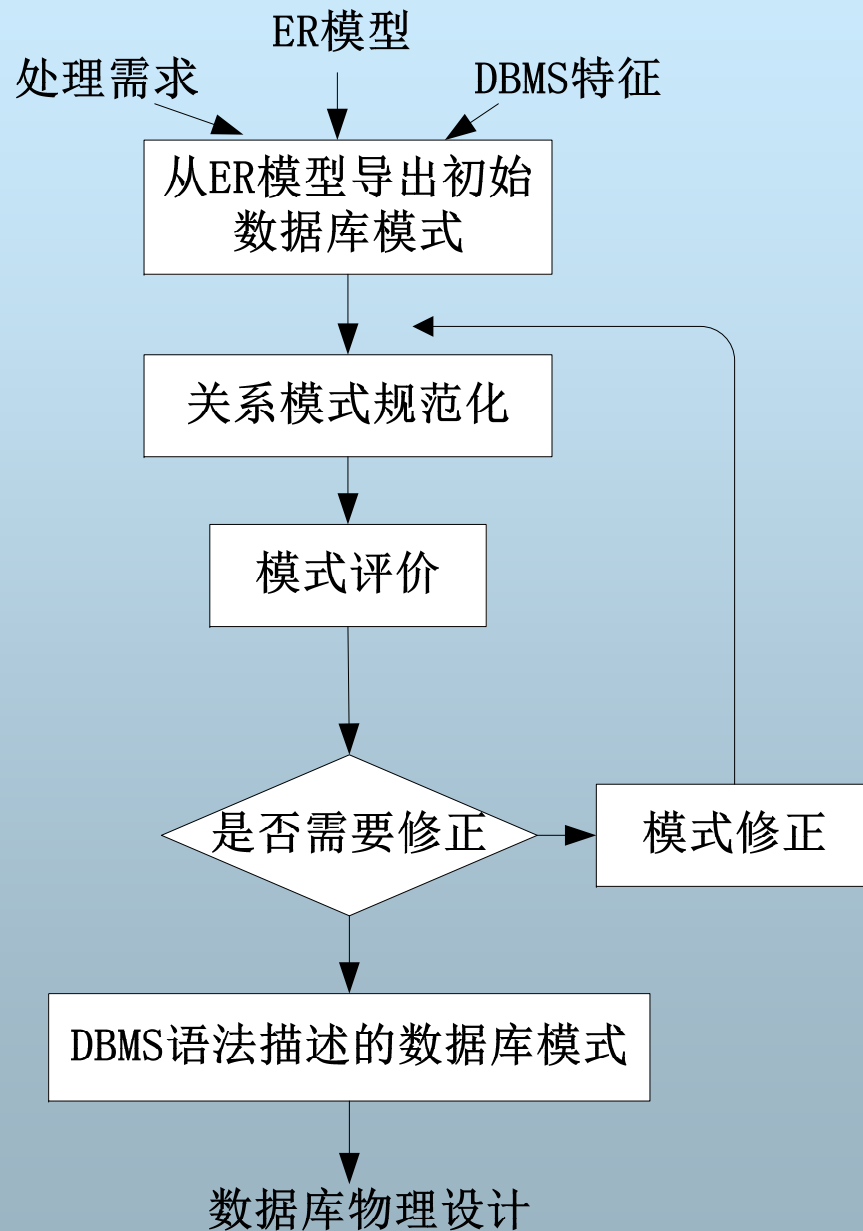 ER模型
处理需求
DBMS特征
从ER模型导出初始
数据库模式
关系模式规范化
模式评价
是否需要修正
模式修正
DBMS语法描述的数据库模式
数据库物理设计